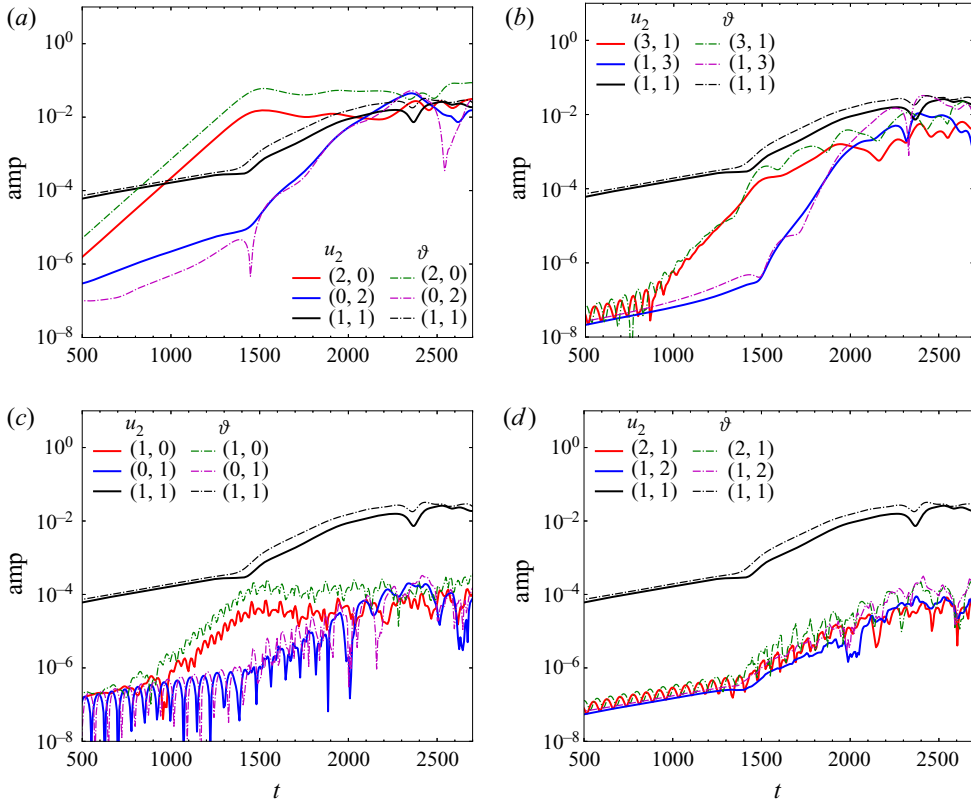 (a)
10^0
10^−2
10^−4
10^−6
10^−8
amp
500 1000 1500 2000 2500
u_2 ϑ
(2, 0) (2, 0)
(0, 2) (0, 2)
(1, 1) (1, 1)
(b)
10^0
10^−2
10^−4
10^−6
10^−8
amp
500 1000 1500 2000 2500
u_2 ϑ
(3, 1) (3, 1)
(1, 3) (1, 3)
(1, 1) (1, 1)
(c)
10^0
10^−2
10^−4
10^−6
10^−8
amp
500 1000 1500 2000 2500
t
u_2 ϑ
(1, 0) (1, 0)
(0, 1) (0, 1)
(1, 1) (1, 1)
(d)
10^0
10^−2
10^−4
10^−6
10^−8
amp
500 1000 1500 2000 2500
t
u_2 ϑ
(2, 1) (2, 1)
(1, 2) (1, 2)
(1, 1) (1, 1)